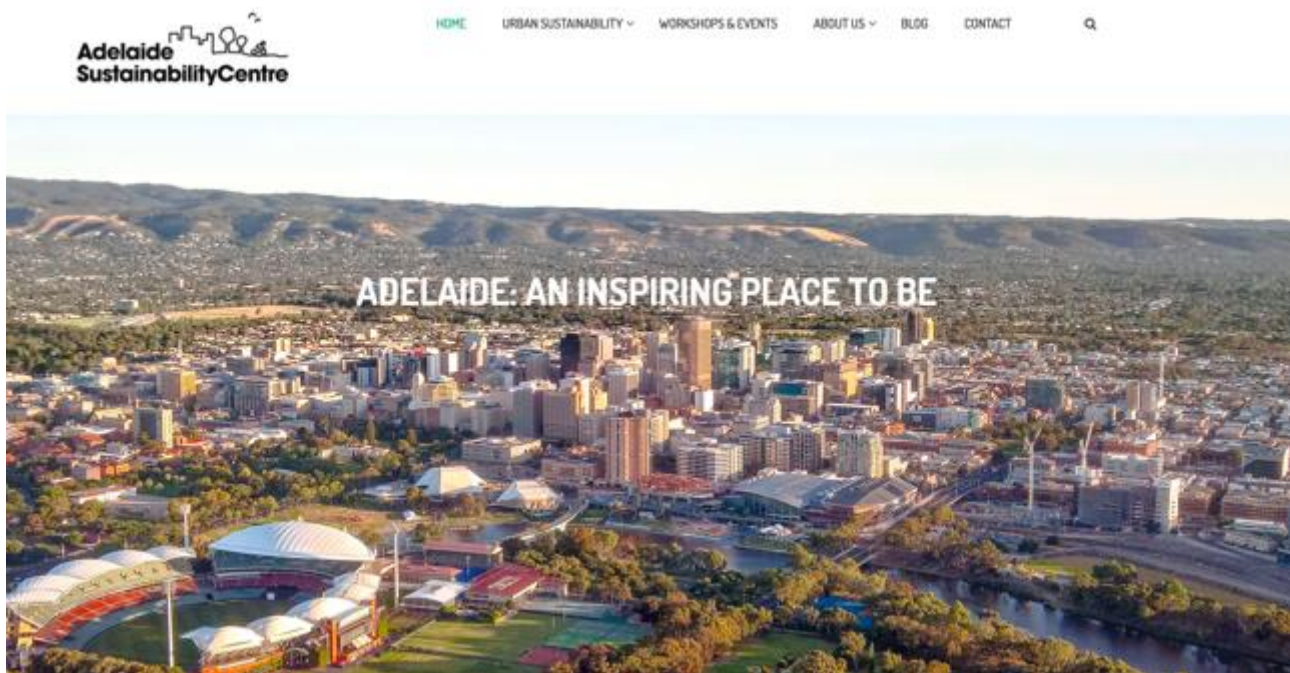 Adelaide
SustainabilityCentre
HOME URBAN SUSTAINABILITY WORKSHOPS & EVENTS ABOUT US BLOG CONTACT
ADELAIDE: AN INSPIRING PLACE TO BE